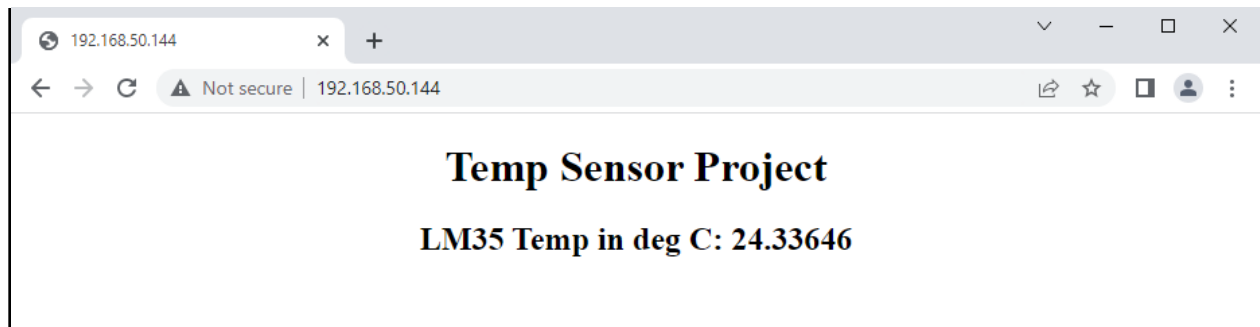 192.168.50.144
Not secure 192.168.50.144
Temp Sensor Project
LM35 Temp in deg C: 24.33646